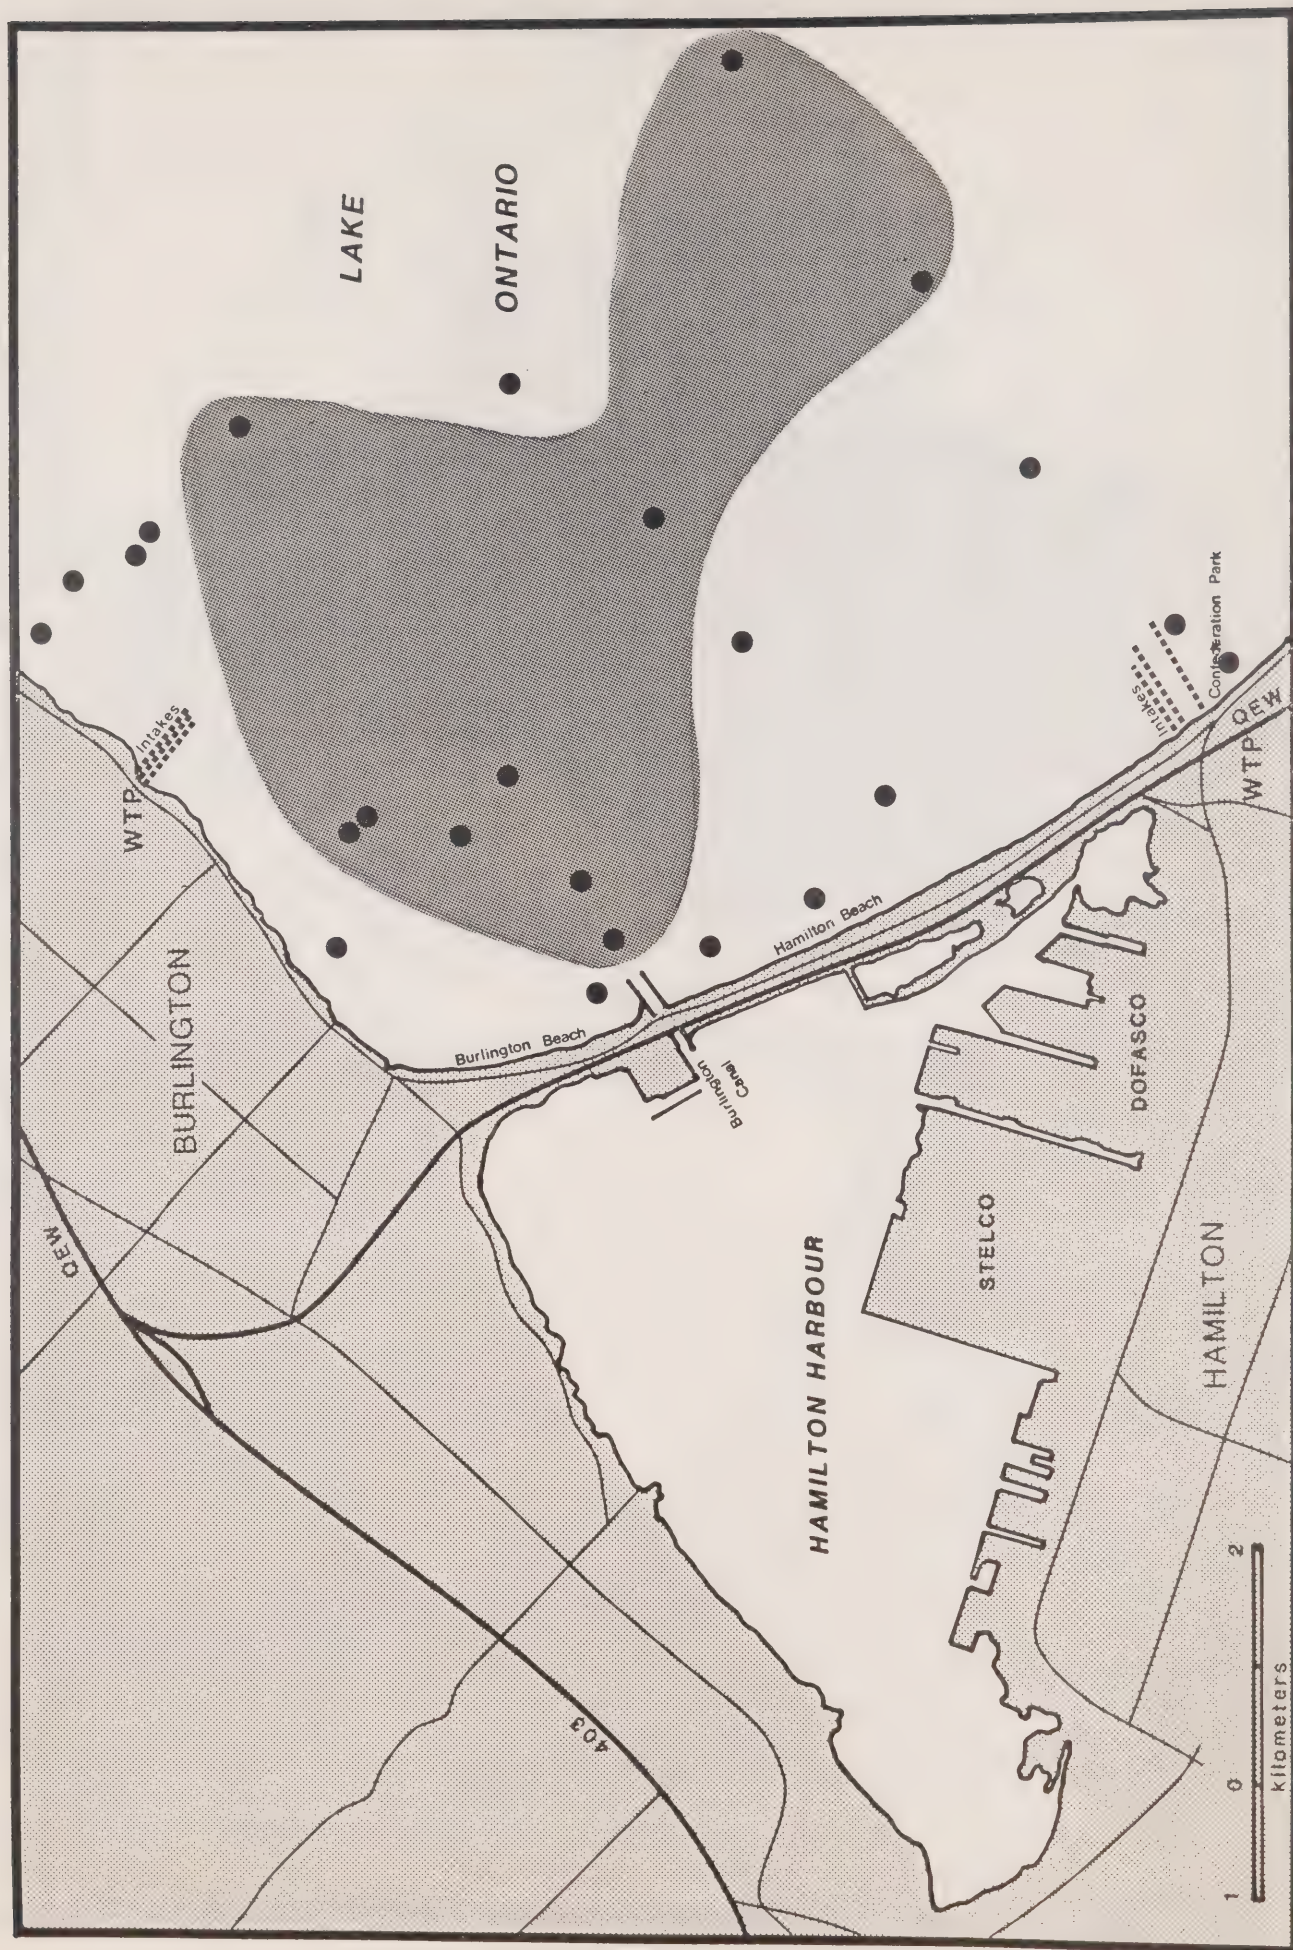 LAKE
ONTARIO
Intakes
WTP
BURLINGTON
QEW
Burlington Beach
Burlington
Canal
Hamilton Beach
Intakes
Confederation Park
QEW
WTP
DOFASCO
STELCO
HAMILTON
HAMILTON HARBOUR
403
1 0 2
kilometers